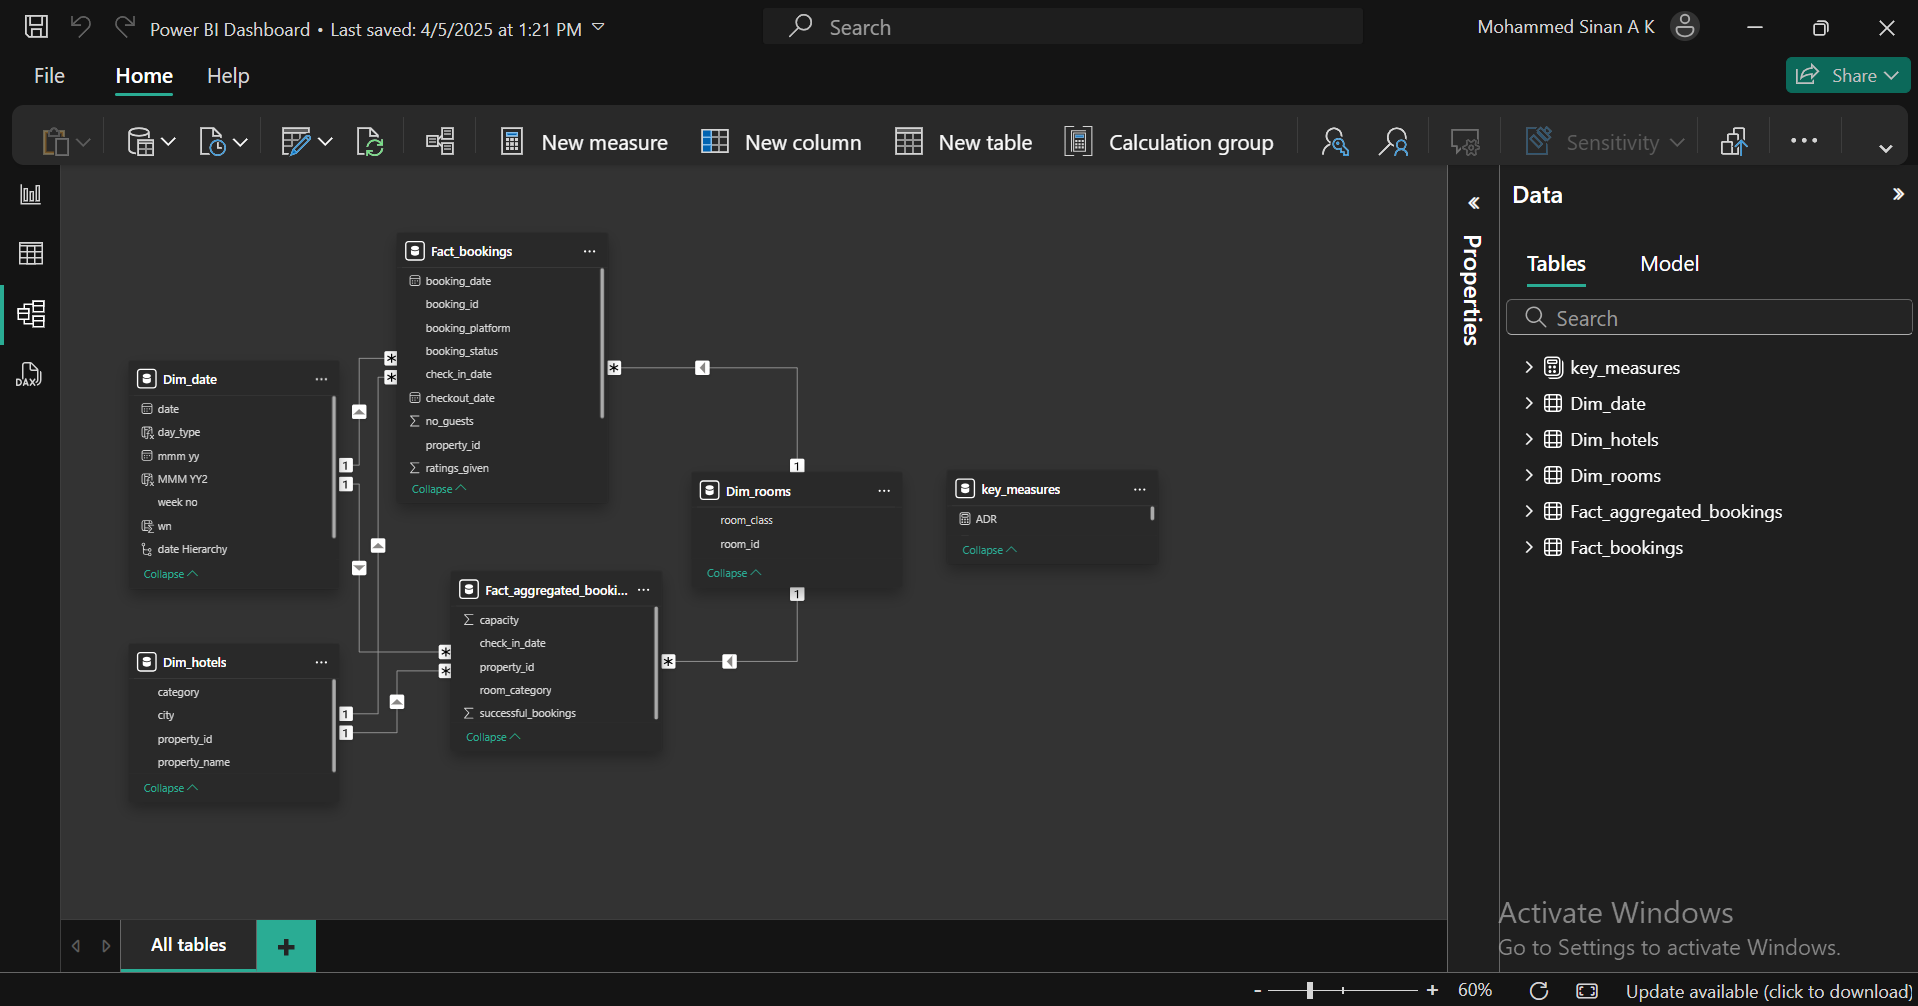 Power BI Dashboard • Last saved: 4/5/2025 at 1:21 PM
Search
Mohammed Sinan A K
File
Home
Help
Share
New measure
New column
New table
Calculation group
Sensitivity
DAX
Fact_bookings
booking_date
booking_id
booking_platform
booking_status
check_in_date
checkout_date
no_guests
property_id
ratings_given
Collapse
Dim_date
date
day_type
mmm yy
MMM YY2
week no
wn
date Hierarchy
Collapse
Dim_hotels
category
city
property_id
property_name
Collapse
Fact_aggregated_booki...
capacity
check_in_date
property_id
room_category
successful_bookings
Collapse
Dim_rooms
room_class
room_id
Collapse
key_measures
ADR
Collapse
1
1
1
1
1
1
*
*
*
*
*
*
Properties
Data
Tables
Model
Search
key_measures
Dim_date
Dim_hotels
Dim_rooms
Fact_aggregated_bookings
Fact_bookings
Activate Windows
Go to Settings to activate Windows.
All tables
+
- + 60%
Update available (click to download)